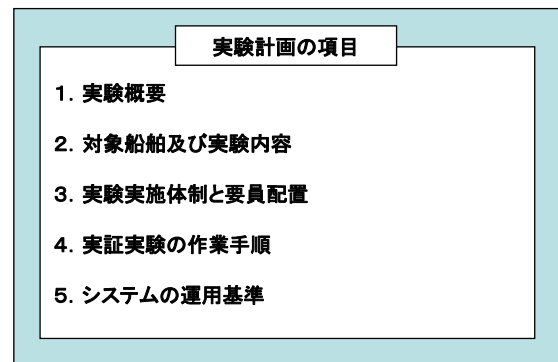 実験計画の項目
１．実験概要
２．対象船舶及び実験内容
３．実験実施体制と要員配置
４．実証実験の作業手順
５．システムの運用基準